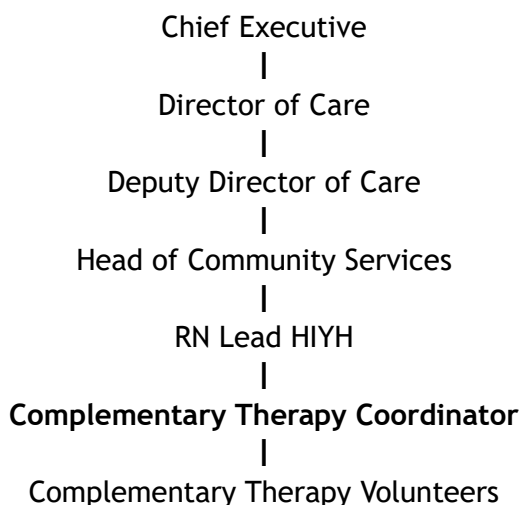 Chief Executive
Director of Care
Deputy Director of Care
Head of Community Services
RN Lead HIYH
Complementary Therapy Coordinator
Complementary Therapy Volunteers